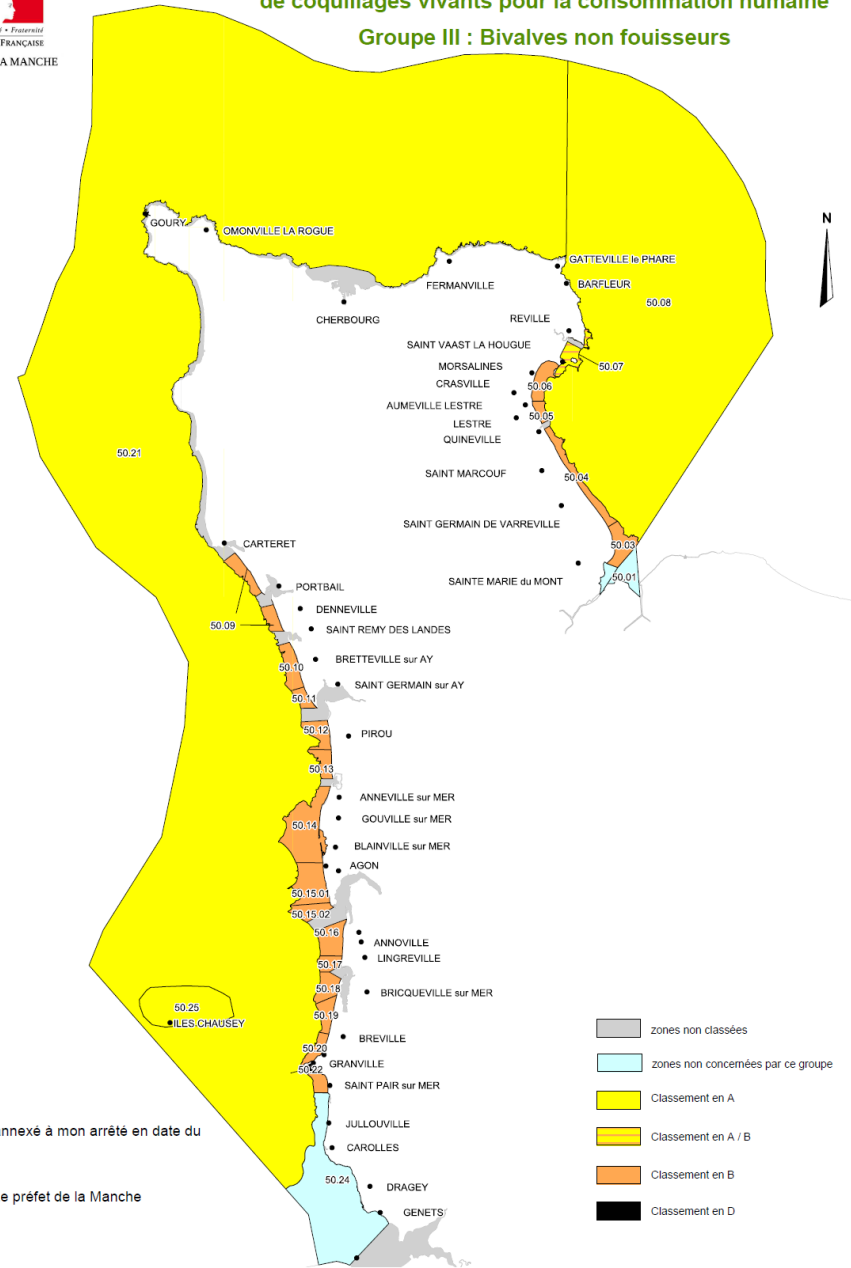 de coquillages vivants pour la consommation humaine
Groupe III : Bivalves non fouisseurs
é • Fraternité
FRANÇAISE
A MANCHE
N
GOURY
OMONVILLE LA ROGUE
FERMANVILLE
GATTEVILLE le PHARE
BARFLEUR
50.08
CHERBOURG
REVILLE
SAINT VAAST LA HOUGUE
50.07
MORSALINES
CRASVILLE
50.06
AUMEVILLE LESTRE
50.05
LESTRE
QUINEVILLE
50.21
SAINT MARCOUF
50.04
SAINT GERMAIN DE VARREVILLE
CARTERET
50.03
SAINTE MARIE du MONT
50.01
PORTBAIL
DENNEVILLE
50.09
SAINT REMY DES LANDES
BRETTEVILLE sur AY
50.10
SAINT GERMAIN sur AY
50.11
50.12
PIROU
50.13
ANNEVILLE sur MER
GOUVILLE sur MER
50.14
BLAINVILLE sur MER
AGON
50.15.01
50.15.02
50.16
ANNOVILLE
LINGREVILLE
50.17
50.18
BRICQUEVILLE sur MER
50.25
50.19
ILES CHAUSEY
BREVILLE
50.20
GRANVILLE
50.22
SAINT PAIR sur MER
JULLOUVILLE
CAROLLES
50.24
DRAGEY
GENETS
zones non classées
zones non concernées par ce groupe
Classement en A
Classement en A / B
Classement en B
Classement en D
nnexé à mon arrêté en date du
e préfet de la Manche